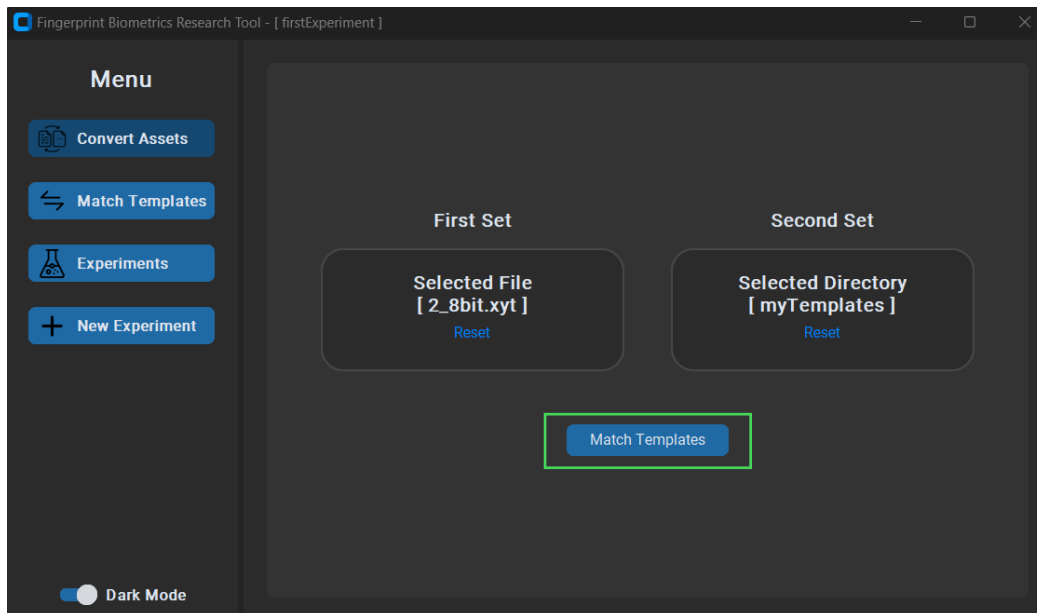 Fingerprint Biometrics Research Tool - [ firstExperiment ]
Menu
Convert Assets
Match Templates
Experiments
New Experiment
Dark Mode
First Set
Selected File
[ 2_8bit.xyt ]
Reset
Second Set
Selected Directory
[ myTemplates ]
Reset
Match Templates